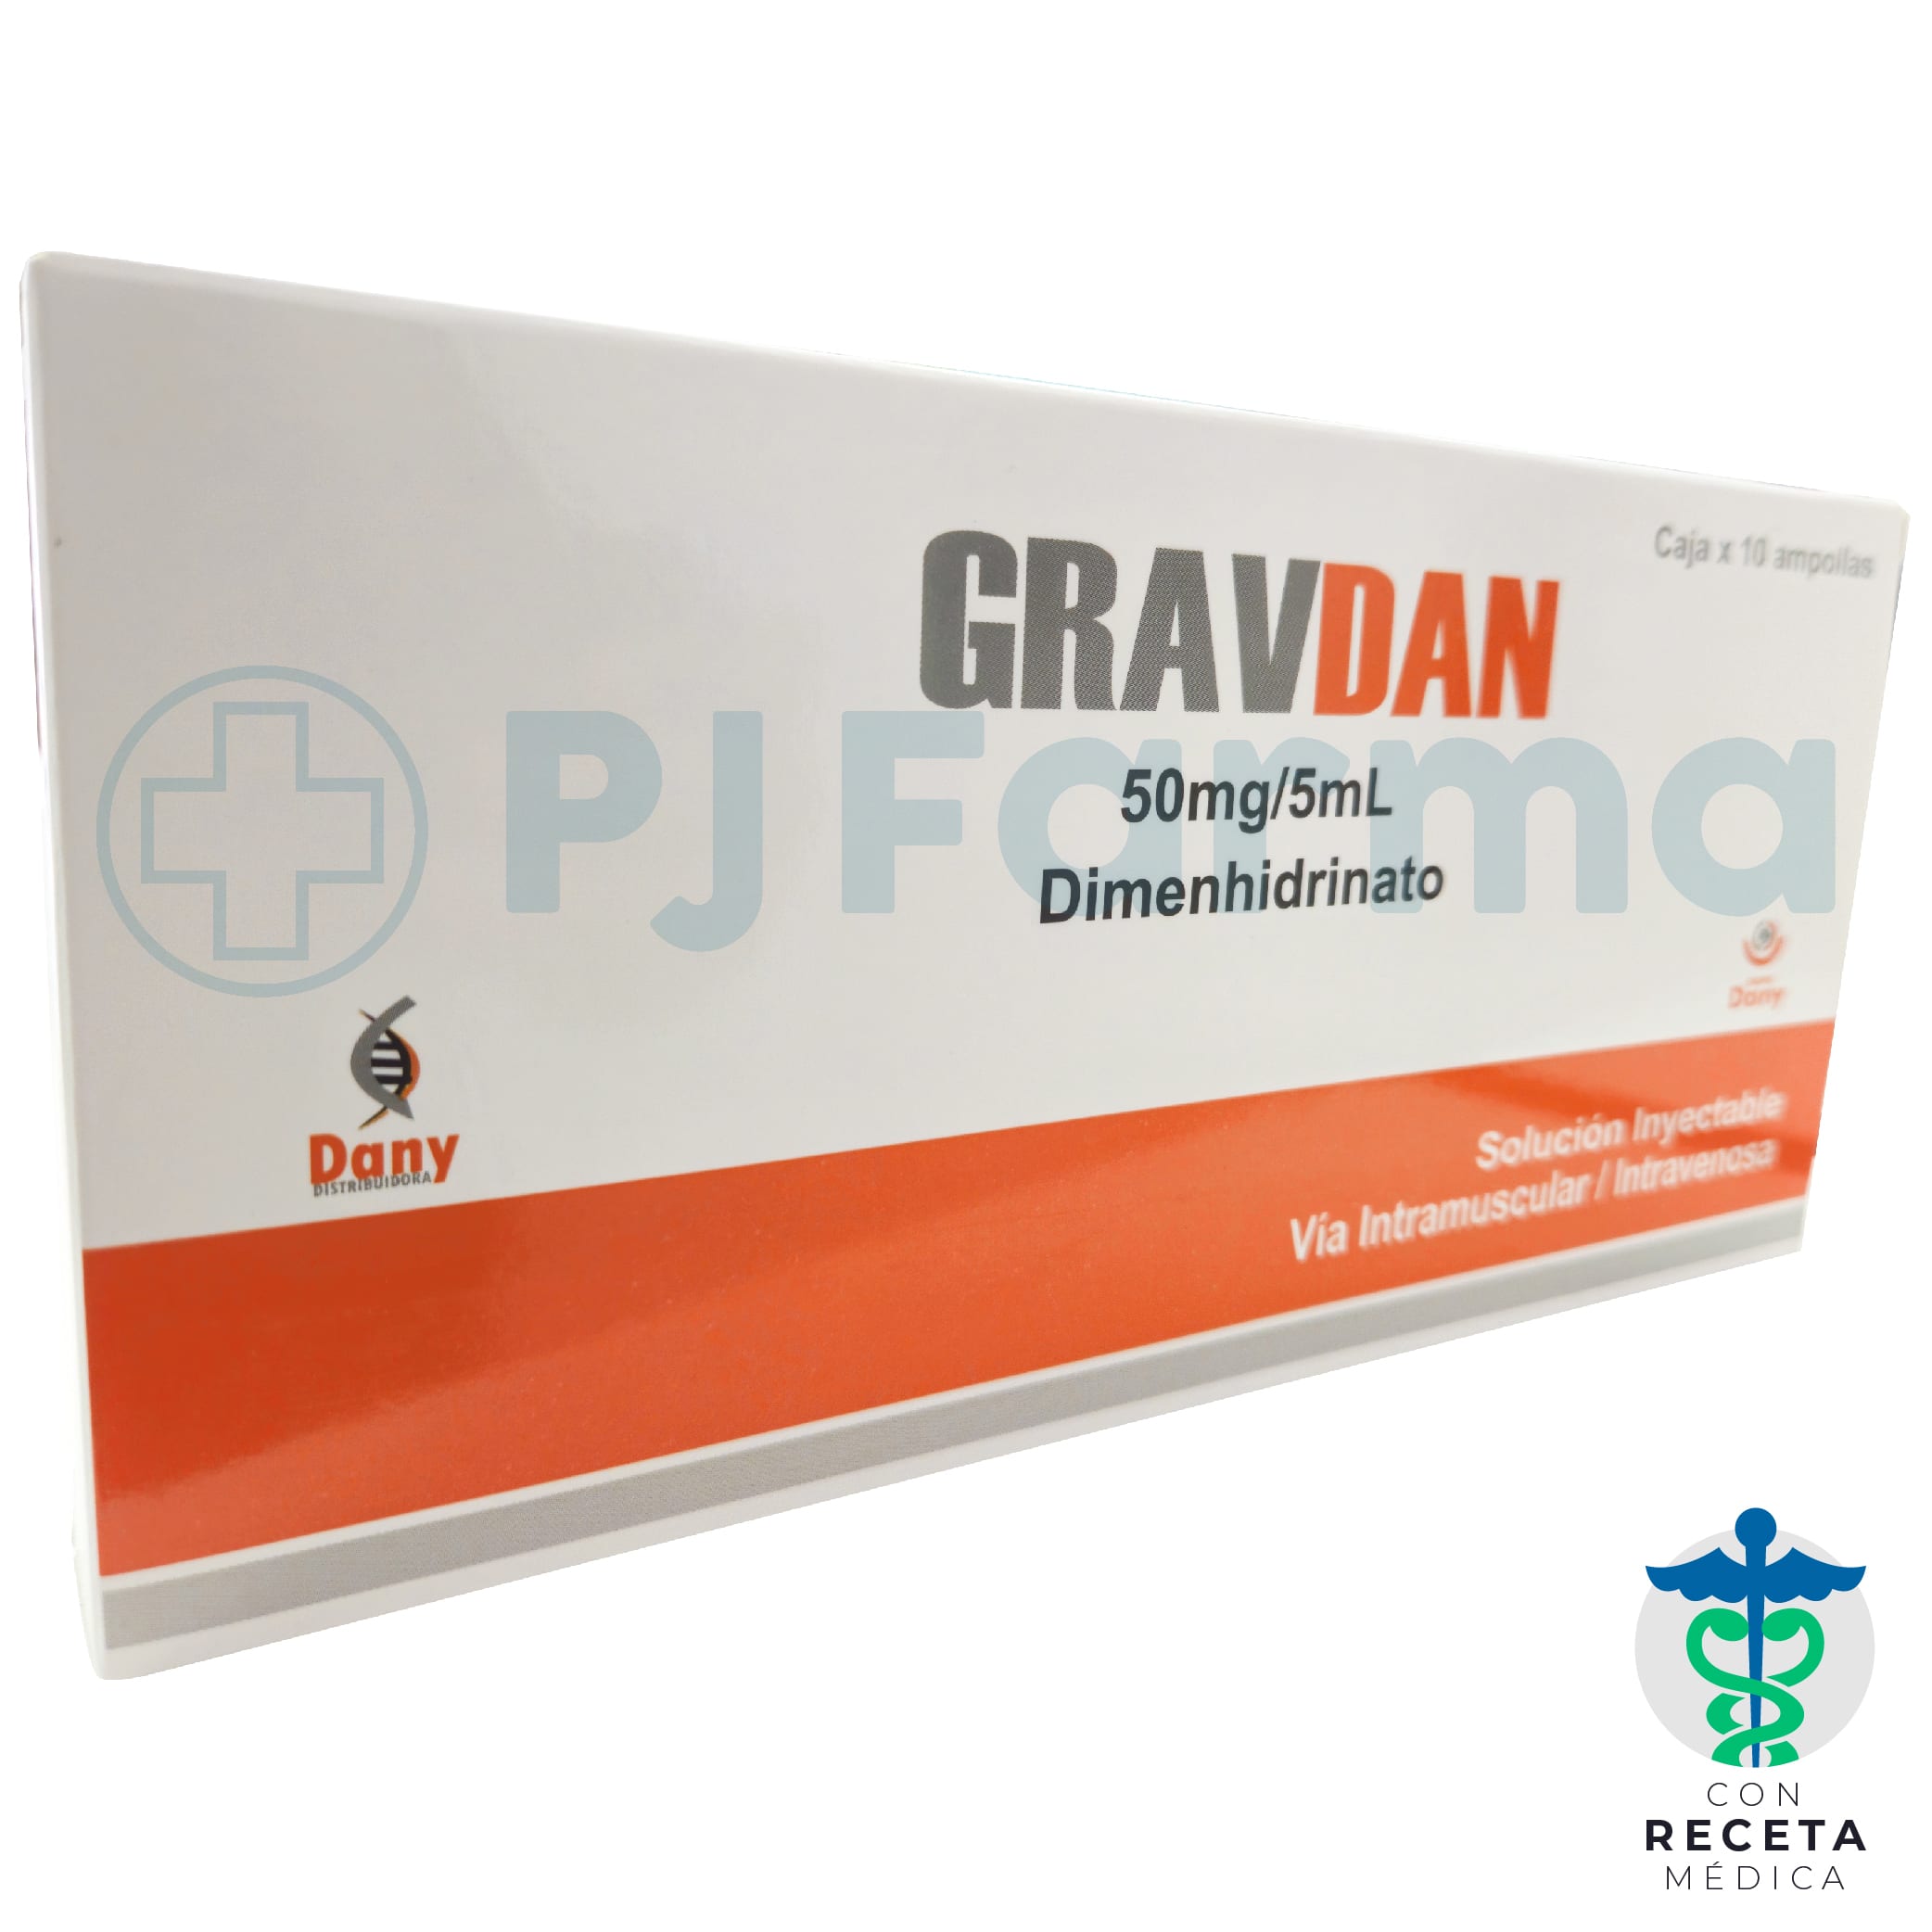 Caja x 10 ampollas
GRAVDAN
PJ Farma
50mg/5mL
Dimenhidrinato
Dany
Dany
DISTRIBUIDORA
Solución Inyectable
Vía Intramuscular / Intravenosa
CON
RECETA
MÉDICA